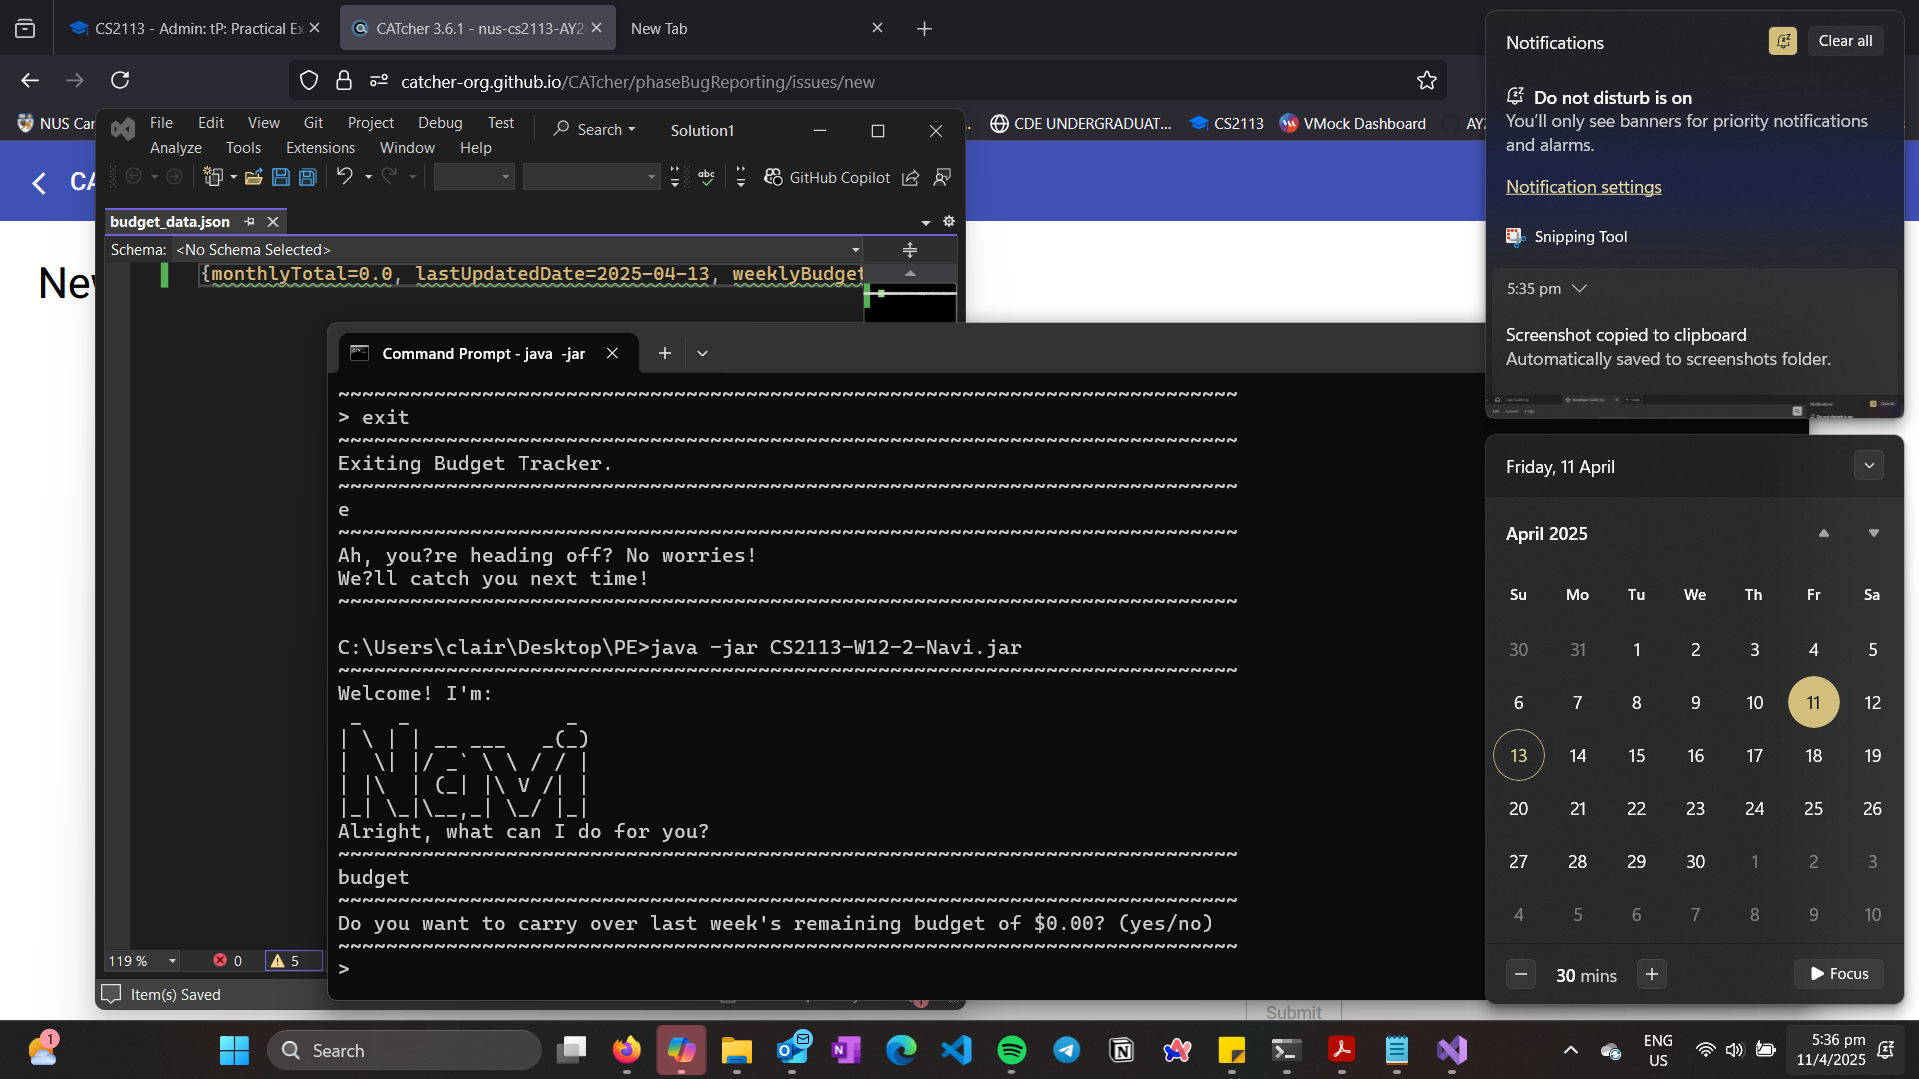 CS2113 - Admin: tP: Practical Ex
CATcher 3.6.1 - nus-cs2113-AY2
New Tab
catcher-org.github.io/CATcher/phaseBugReporting/issues/new
NUS Car
CDE UNDERGRADUAT...
CS2113
VMock Dashboard
AY2
CA
New
File Edit View Git Project Debug Test
Search
Solution1
Analyze Tools Extensions Window Help
GitHub Copilot
budget_data.json
Schema: <No Schema Selected>
{monthlyTotal=0.0, lastUpdatedDate=2025-04-13, weeklyBudget
119 %
0
5
Item(s) Saved
Command Prompt - java -jar
~~~~~~~~~~~~~~~~~~~~~~~~~~~~~~~~~~~~~~~~~~~~~~~~~~~~~~~~~~~~~~~~~~~~~~~~~~~
> exit
~~~~~~~~~~~~~~~~~~~~~~~~~~~~~~~~~~~~~~~~~~~~~~~~~~~~~~~~~~~~~~~~~~~~~~~~~~~
Exiting Budget Tracker.
~~~~~~~~~~~~~~~~~~~~~~~~~~~~~~~~~~~~~~~~~~~~~~~~~~~~~~~~~~~~~~~~~~~~~~~~~~~
e
~~~~~~~~~~~~~~~~~~~~~~~~~~~~~~~~~~~~~~~~~~~~~~~~~~~~~~~~~~~~~~~~~~~~~~~~~~~
Ah, you?re heading off? No worries!
We?ll catch you next time!
~~~~~~~~~~~~~~~~~~~~~~~~~~~~~~~~~~~~~~~~~~~~~~~~~~~~~~~~~~~~~~~~~~~~~~~~~~~
C:\Users\clair\Desktop\PE>java -jar CS2113-W12-2-Navi.jar
~~~~~~~~~~~~~~~~~~~~~~~~~~~~~~~~~~~~~~~~~~~~~~~~~~~~~~~~~~~~~~~~~~~~~~~~~~~
Welcome! I'm:
Navi
Alright, what can I do for you?
~~~~~~~~~~~~~~~~~~~~~~~~~~~~~~~~~~~~~~~~~~~~~~~~~~~~~~~~~~~~~~~~~~~~~~~~~~~
budget
~~~~~~~~~~~~~~~~~~~~~~~~~~~~~~~~~~~~~~~~~~~~~~~~~~~~~~~~~~~~~~~~~~~~~~~~~~~
Do you want to carry over last week's remaining budget of $0.00? (yes/no)
~~~~~~~~~~~~~~~~~~~~~~~~~~~~~~~~~~~~~~~~~~~~~~~~~~~~~~~~~~~~~~~~~~~~~~~~~~~
>
Submit
Notifications
Clear all
Do not disturb is on
You'll only see banners for priority notifications
and alarms.
Notification settings
Snipping Tool
5:35 pm
Screenshot copied to clipboard
Automatically saved to screenshots folder.
Friday, 11 April
April 2025
Su Mo Tu We Th Fr Sa
30 31 1 2 3 4 5
6 7 8 9 10 11 12
13 14 15 16 17 18 19
20 21 22 23 24 25 26
27 28 29 30 1 2 3
4 5 6 7 8 9 10
30 mins
Focus
1
Search
ENG
US
5:36 pm
11/4/2025